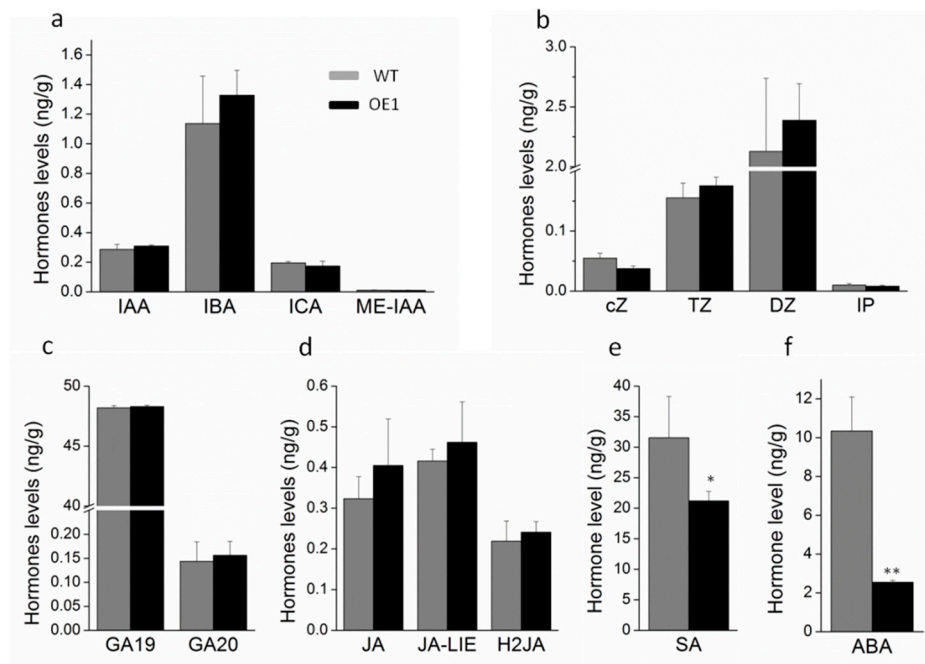 a
Hormones levels (ng/g)
1.6
1.4
1.2
1.0
0.8
0.6
0.4
0.2
0.0
WT
OE1
IAA IBA ICA ME-IAA
b
Hormones levels (ng/g)
3.0
2.5
2.0
0.1
0.0
cZ TZ DZ IP
c
Hormones levels (ng/g)
50
45
40
0.20
0.15
0.10
0.05
0.00
GA19 GA20
d
Hormones levels (ng/g)
0.6
0.5
0.4
0.3
0.2
0.1
0.0
JA JA-LIE H2JA
e
Hormone level (ng/g)
40
35
30
25
20
15
10
5
0
*
SA
f
Hormone level (ng/g)
12
10
8
6
4
2
0
**
ABA